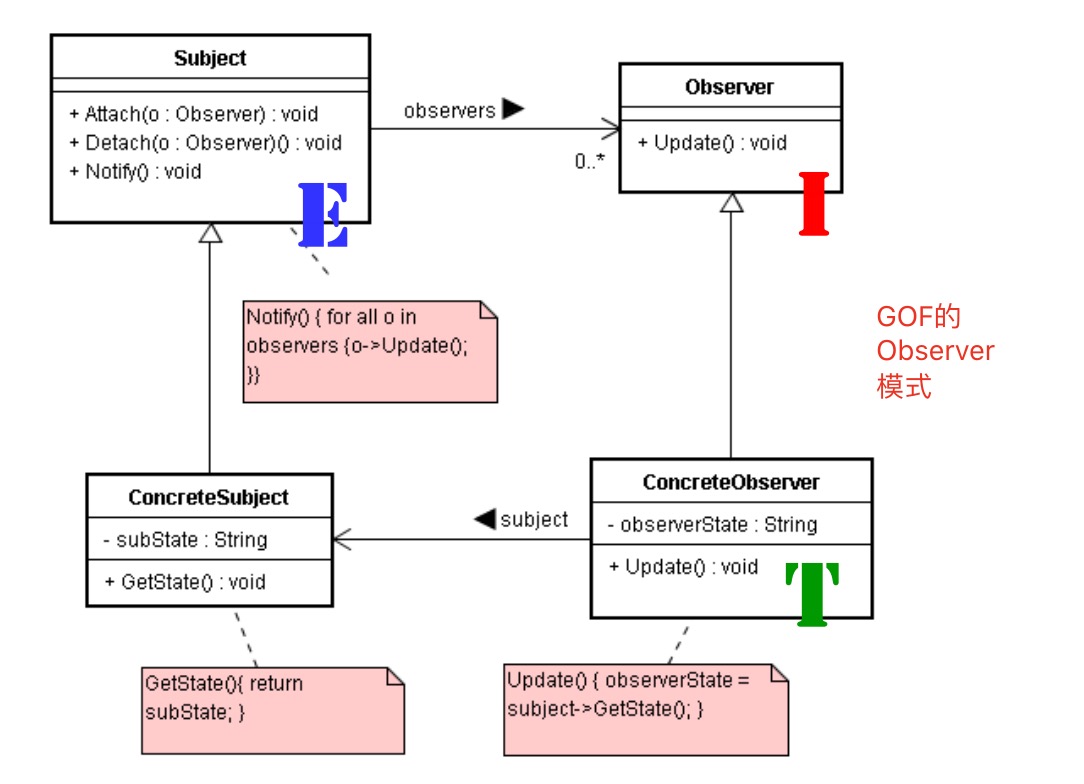 Subject
+ Attach(o : Observer) : void
+ Detach(o : Observer)() : void
+ Notify() : void
E
observers ▶
0..*
Observer
+ Update() : void
I
Notify() { for all o in
observers {o->Update();
}}
GOF的
Observer
模式
ConcreteSubject
- subState : String
+ GetState() : void
◀ subject
ConcreteObserver
- observerState : String
+ Update() : void
T
GetState(){ return
subState; }
Update() { observerState =
subject->GetState(); }